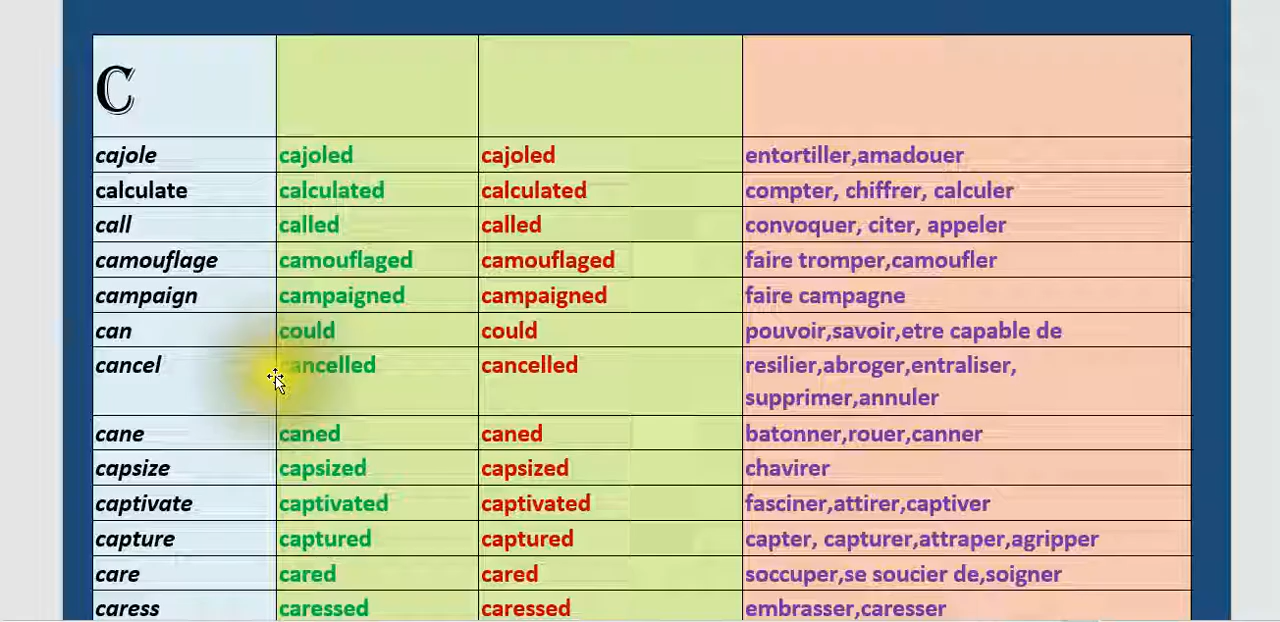 C
cajole cajoled cajoled entortiller,amadouer
calculate calculated calculated compter, chiffrer, calculer
call called called convoquer, citer, appeler
camouflage camouflaged camouflaged faire tromper,camoufler
campaign campaigned campaigned faire campagne
can could could pouvoir,savoir,etre capable de
cancel cancelled cancelled resilier,abroger,entraliser,
supprimer,annuler
cane caned caned batonner,rouer,canner
capsize capsized capsized chavirer
captivate captivated captivated fasciner,attirer,captiver
capture captured captured capter, capturer,attraper,agripper
care cared cared soccuper,se soucier de,soigner
caress caressed caressed embrasser,caresser